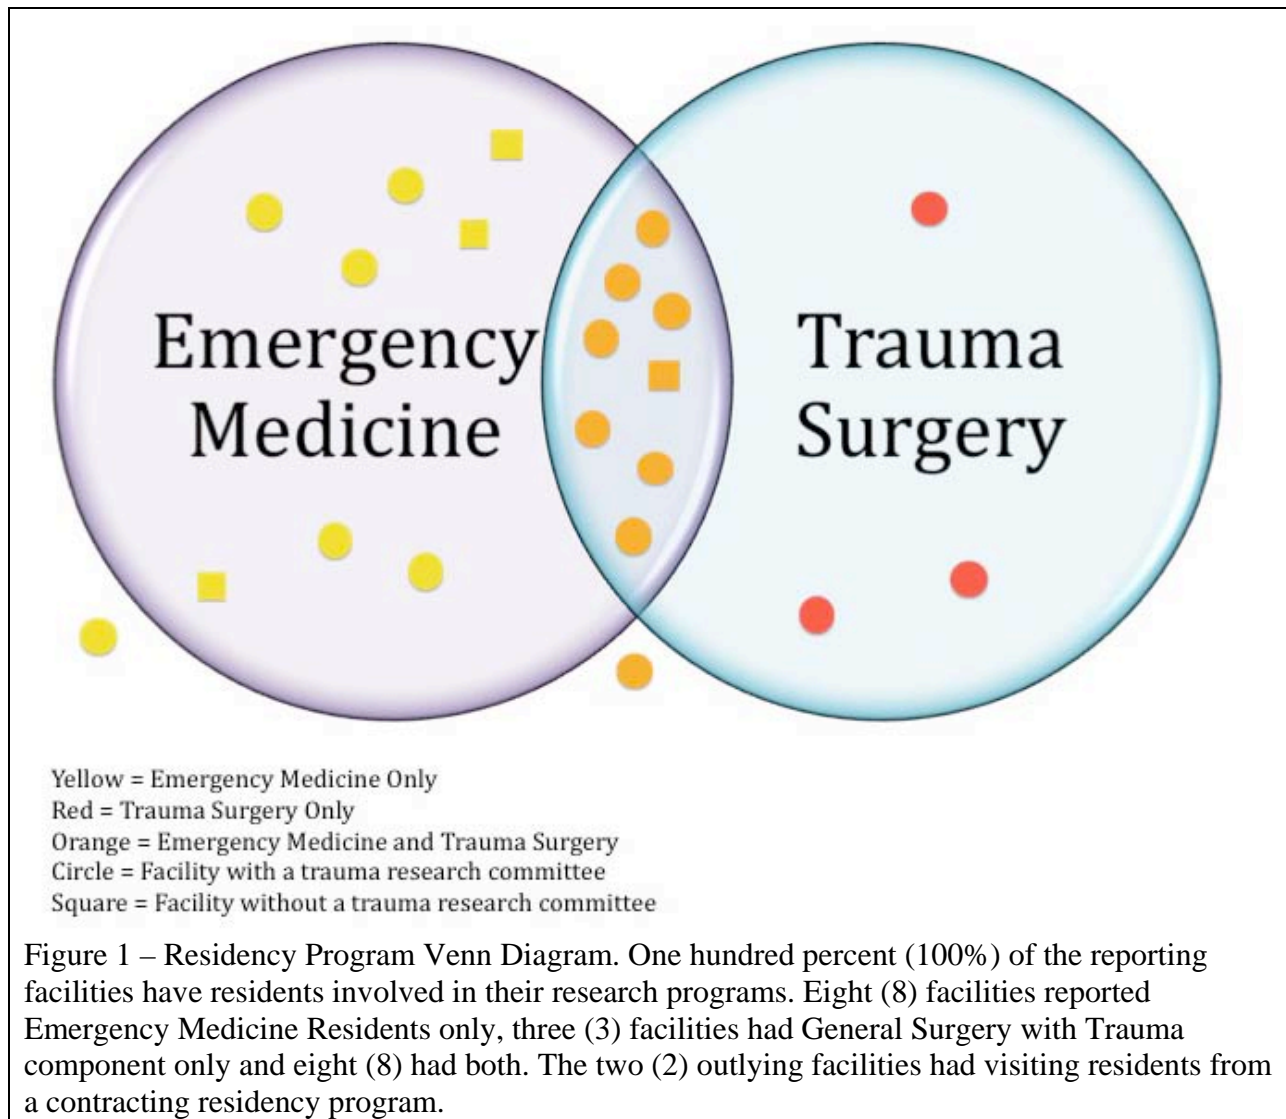 Emergency
Medicine
Trauma
Surgery
Yellow = Emergency Medicine Only
Red = Trauma Surgery Only
Orange = Emergency Medicine and Trauma Surgery
Circle = Facility with a trauma research committee
Square = Facility without a trauma research committee
Figure 1 – Residency Program Venn Diagram. One hundred percent (100%) of the reporting
facilities have residents involved in their research programs. Eight (8) facilities reported
Emergency Medicine Residents only, three (3) facilities had General Surgery with Trauma
component only and eight (8) had both. The two (2) outlying facilities had visiting residents from
a contracting residency program.